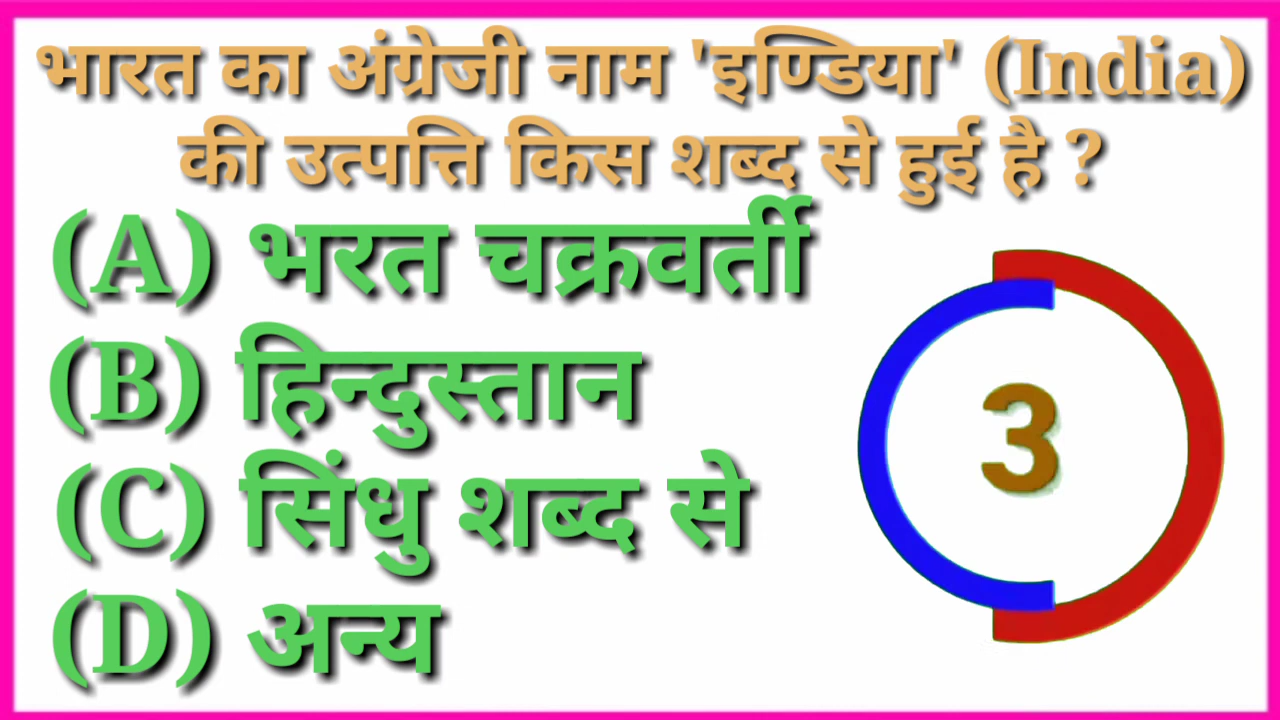 भारत का अंग्रेजी नाम 'इण्डिया' (India)
की उत्पत्ति किस शब्द से हुई है ?
(A) भरत चक्रवर्ती
(B) हिन्दुस्तान
(C) सिंधु शब्द से
(D) अन्य
3